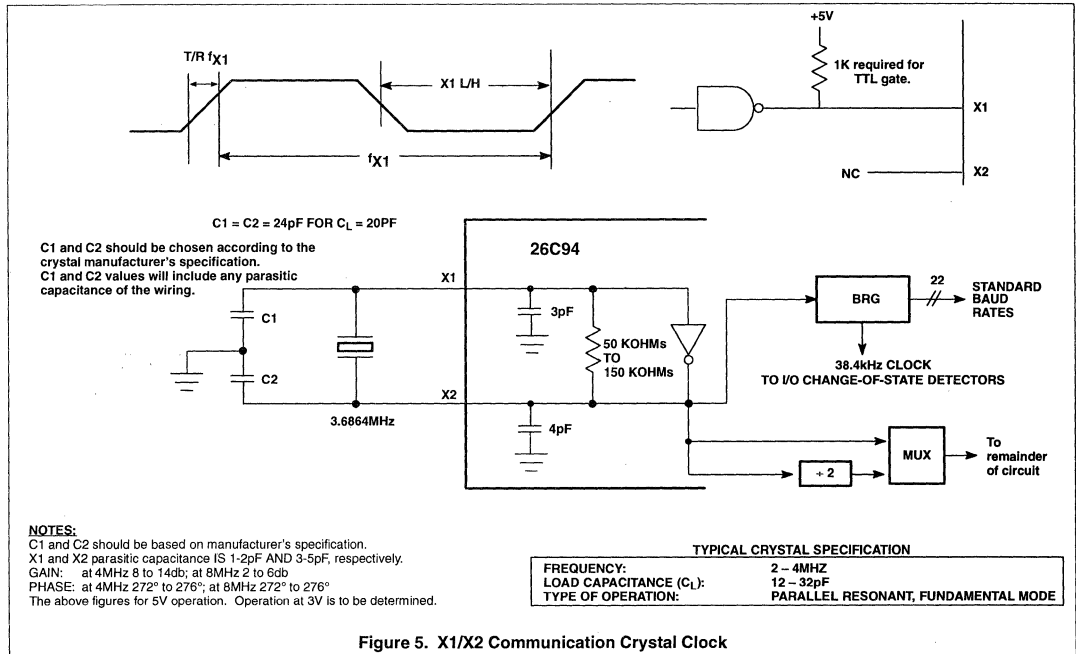 T/R fX1
X1 L/H
fX1
+5V
1K required for
TTL gate.
X1
NC
X2
C1 = C2 = 24pF FOR CL = 20PF
C1 and C2 should be chosen according to the
crystal manufacturer's specification.
C1 and C2 values will include any parasitic
capacitance of the wiring.
26C94
X1
C1
C2
3pF
50 KOHMs
TO
150 KOHMs
BRG
22
STANDARD
BAUD
RATES
38.4kHz CLOCK
TO I/O CHANGE-OF-STATE DETECTORS
X2
3.6864MHz
4pF
÷ 2
MUX
To
remainder
of circuit
NOTES:
C1 and C2 should be based on manufacturer's specification.
X1 and X2 parasitic capacitance IS 1-2pF AND 3-5pF, respectively.
GAIN: at 4MHz 8 to 14db; at 8MHz 2 to 6db
PHASE: at 4MHz 272° to 276°; at 8MHz 272° to 276°
The above figures for 5V operation. Operation at 3V is to be determined.
TYPICAL CRYSTAL SPECIFICATION
FREQUENCY: 2 – 4MHZ
LOAD CAPACITANCE (CL): 12 – 32pF
TYPE OF OPERATION: PARALLEL RESONANT, FUNDAMENTAL MODE
Figure 5. X1/X2 Communication Crystal Clock